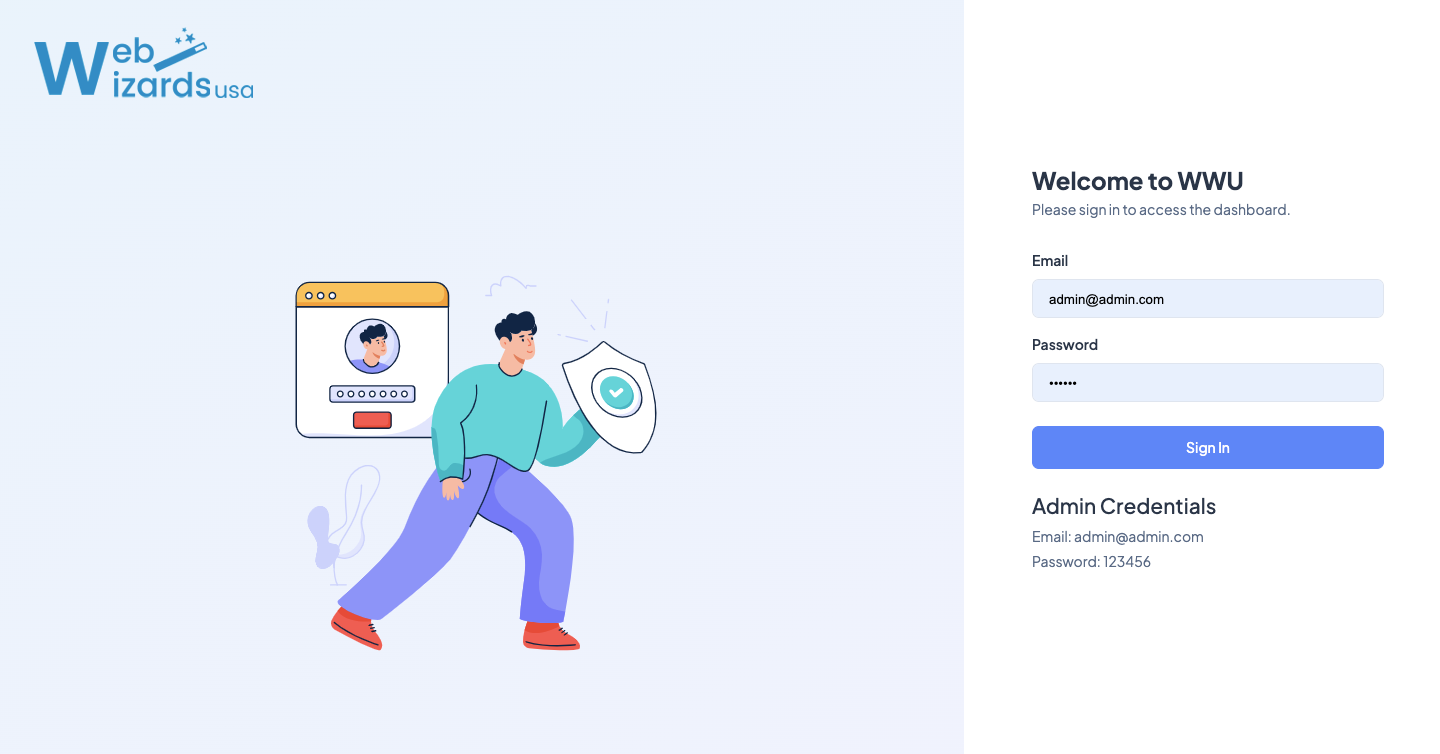 Web
Wizards usa
Welcome to WWU
Please sign in to access the dashboard.
Email
admin@admin.com
Password
••••••
Sign In
Admin Credentials
Email: admin@admin.com
Password: 123456